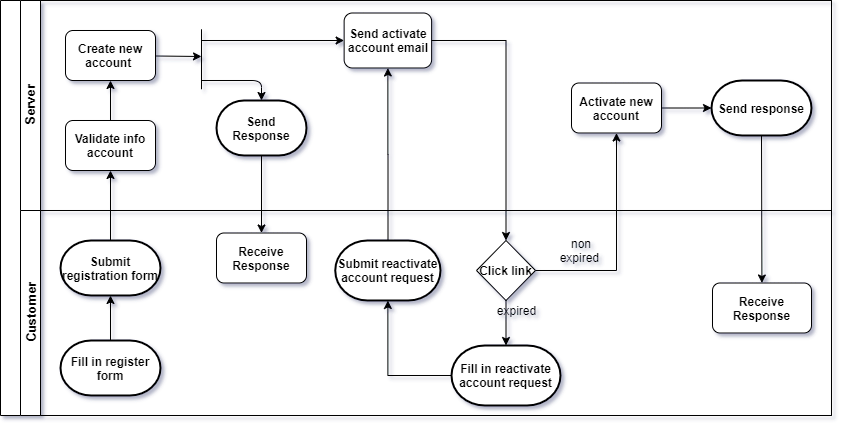 Server
Create new
account
Validate info
account
Send
Response
Send activate
account email
Activate new
account
Send response
Customer
Submit
registration form
Fill in register
form
Receive
Response
Submit reactivate
account request
Click link
non
expired
expired
Fill in reactivate
account request
Receive
Response